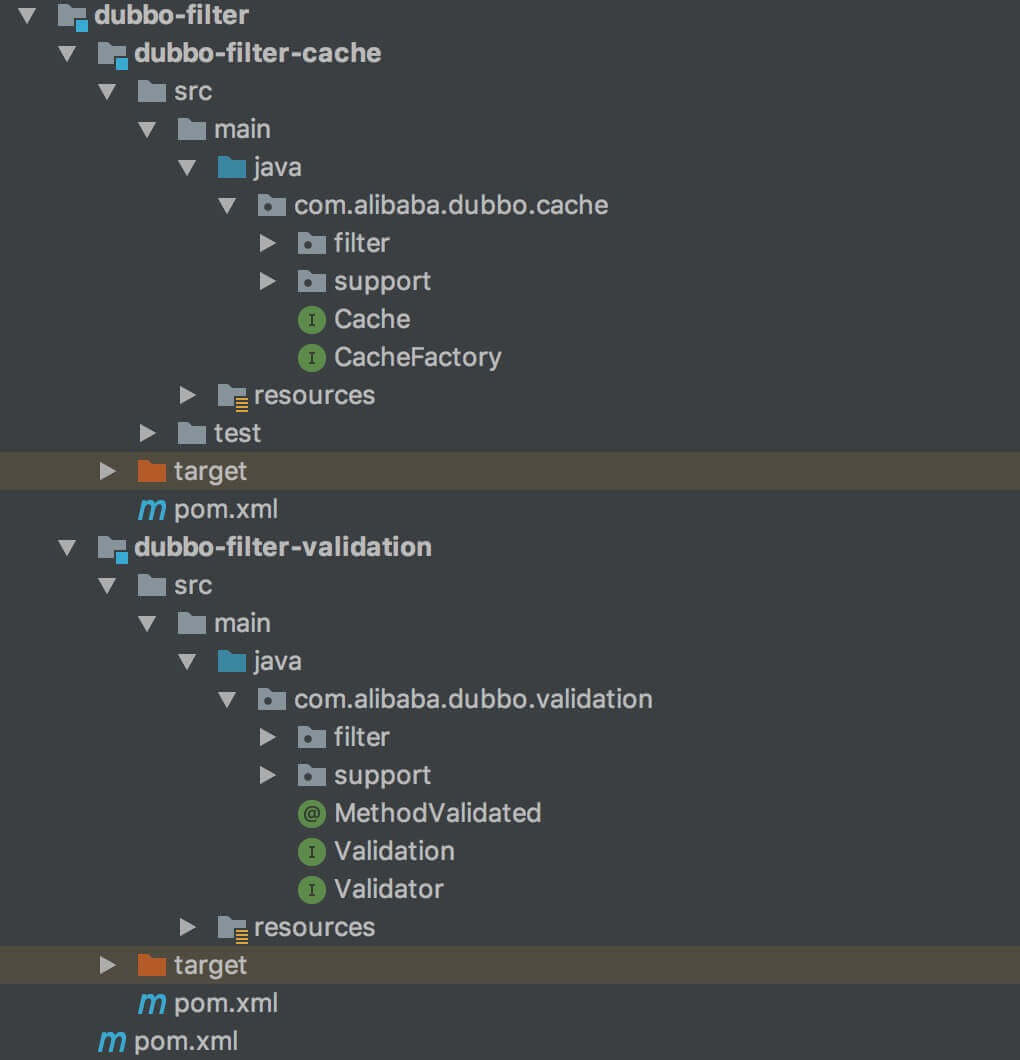 dubbo-filter
dubbo-filter-cache
src
main
java
com.alibaba.dubbo.cache
filter
support
I Cache
I CacheFactory
resources
test
target
m pom.xml
dubbo-filter-validation
src
main
java
com.alibaba.dubbo.validation
filter
support
@ MethodValidated
I Validation
I Validator
resources
target
m pom.xml
m pom.xml